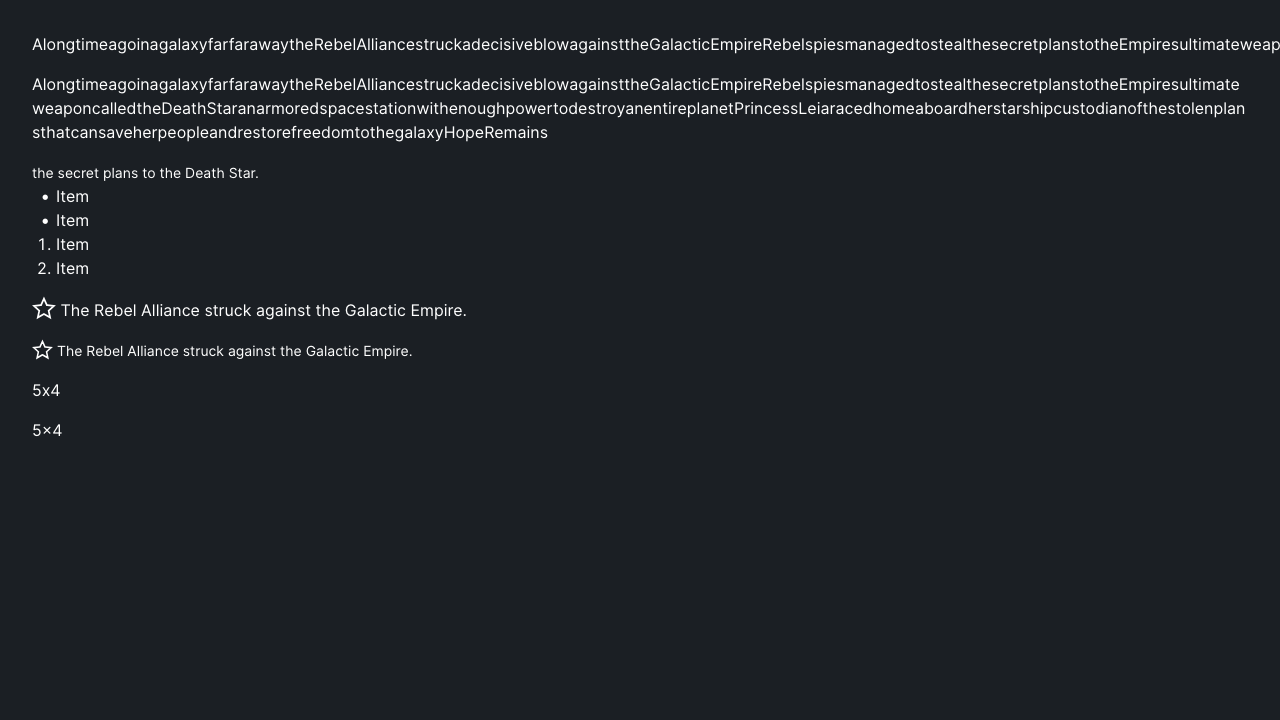 AlongtimeagoinagalaxyfarfarawaytheRebelAlliancestruckadecisiveblowagainsttheGalacticEmpireRebelspiesmanagedtostealthesecretplanstotheEmpiresultimateweap
AlongtimeagoinagalaxyfarfarawaytheRebelAlliancestruckadecisiveblowagainsttheGalacticEmpireRebelspiesmanagedtostealthesecretplanstotheEmpiresultimate
weaponcalledtheDeathStaranarmoredspacestationwithenoughpowertodestroyanentireplanetPrincessLeiaracedhomeaboardherstarshipcustodianofthestolenplan
sthatcansaveherpeopleandrestorefreedomtothegalaxyHopeRemains
the secret plans to the Death Star.
• Item
• Item
1. Item
2. Item
The Rebel Alliance struck against the Galactic Empire.
The Rebel Alliance struck against the Galactic Empire.
5x4
5×4